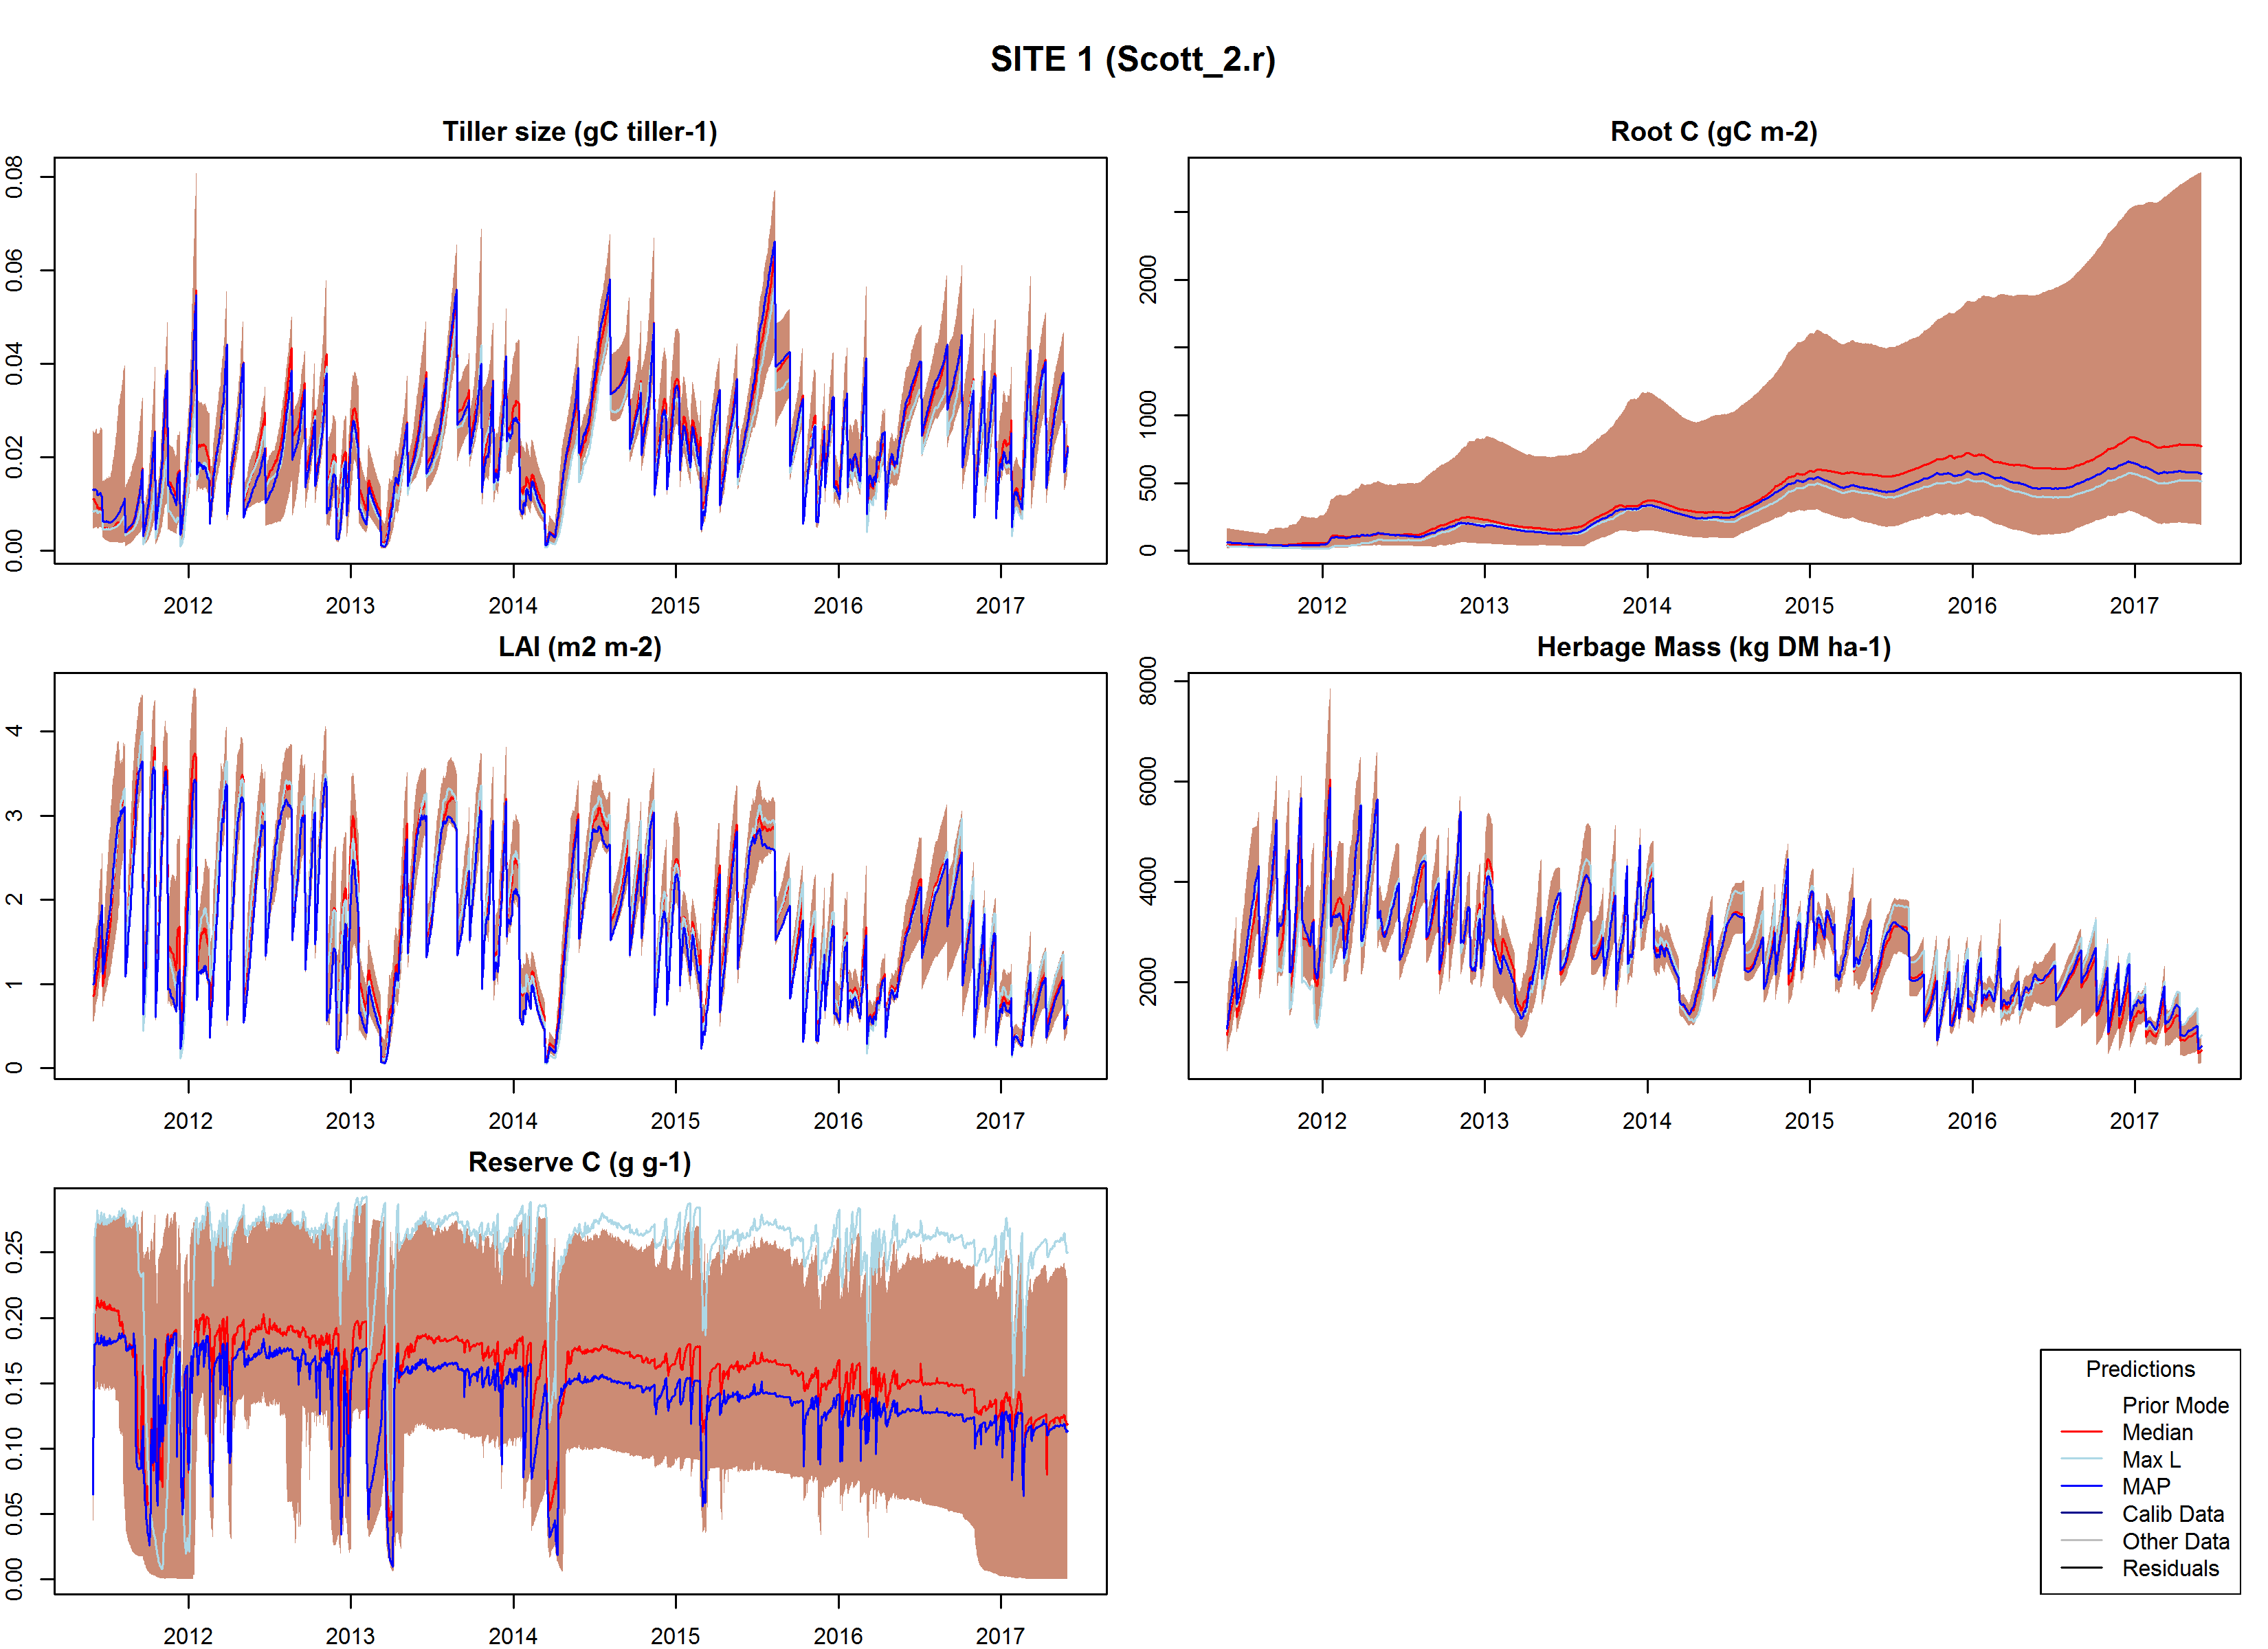 SITE 1 (Scott_2.r)
Tiller size (gC tiller-1)
0.08
0.06
0.04
0.02
0.00
2012 2013 2014 2015 2016 2017
Root C (gC m-2)
2000
1000
500
0
2012 2013 2014 2015 2016 2017
LAI (m2 m-2)
4
3
2
1
0
2012 2013 2014 2015 2016 2017
Herbage Mass (kg DM ha-1)
8000
6000
4000
2000
2012 2013 2014 2015 2016 2017
Reserve C (g g-1)
0.25
0.20
0.15
0.10
0.05
0.00
2012 2013 2014 2015 2016 2017
Predictions
Prior Mode
Median
Max L
MAP
Calib Data
Other Data
Residuals